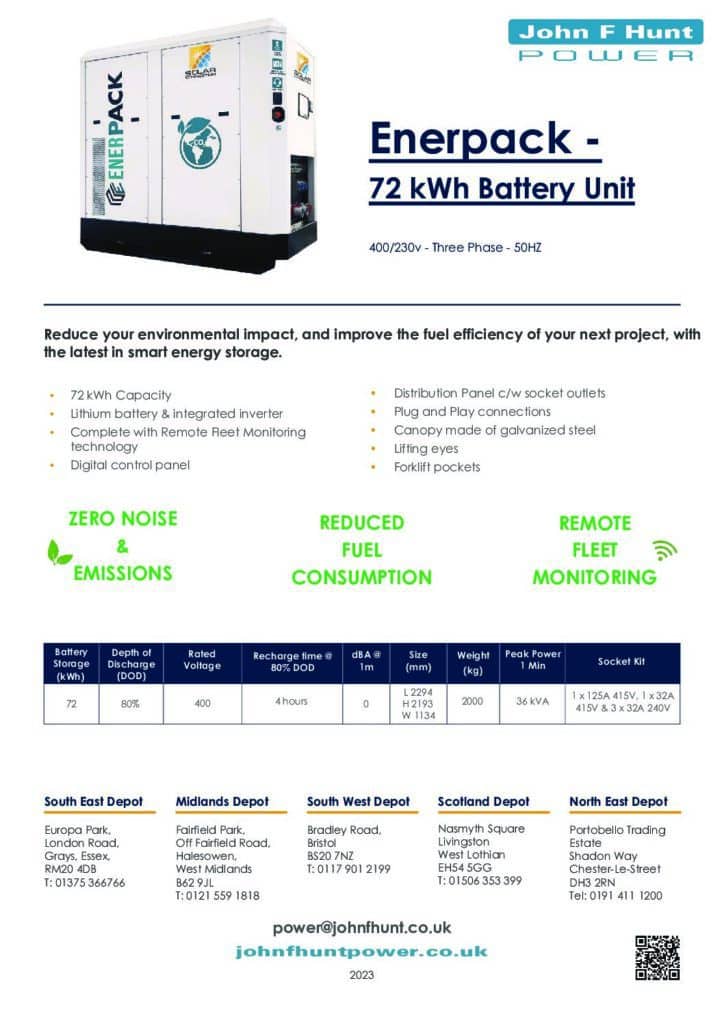 John F Hunt
POWER
ENERPACK
SOLAR
CO2
Enerpack -
72 kWh Battery Unit
400/230v - Three Phase - 50HZ
Reduce your environmental impact, and improve the fuel efficiency of your next project, with
the latest in smart energy storage.
• 72 kWh Capacity
• Lithium battery & integrated inverter
• Complete with Remote Fleet Monitoring
technology
• Digital control panel
• Distribution Panel c/w socket outlets
• Plug and Play connections
• Canopy made of galvanized steel
• Lifting eyes
• Forklift pockets
ZERO NOISE
&
EMISSIONS
REDUCED
FUEL
CONSUMPTION
REMOTE
FLEET
MONITORING
Battery Storage (kWh) Depth of Discharge (DOD) Rated Voltage Recharge time @ 80% DOD dBA @ 1m Size (mm) Weight (kg) Peak Power 1 Min Socket Kit
72 80% 400 4 hours 0 L 2294 H 2193 W 1134 2000 36 kVA 1 x 125A 415V, 1 x 32A 415V & 3 x 32A 240V
South East Depot
Europa Park,
London Road,
Grays, Essex,
RM20 4DB
T: 01375 366766
Midlands Depot
Fairfield Park,
Off Fairfield Road,
Halesowen,
West Midlands
B62 9JL
T: 0121 559 1818
South West Depot
Bradley Road,
Bristol
BS20 7NZ
T: 0117 901 2199
Scotland Depot
Nasmyth Square
Livingston
West Lothian
EH54 5GG
T: 01506 353 399
North East Depot
Portobello Trading
Estate
Shadon Way
Chester-Le-Street
DH3 2RN
Tel: 0191 411 1200
power@johnfhunt.co.uk
johnfhuntpower.co.uk
2023